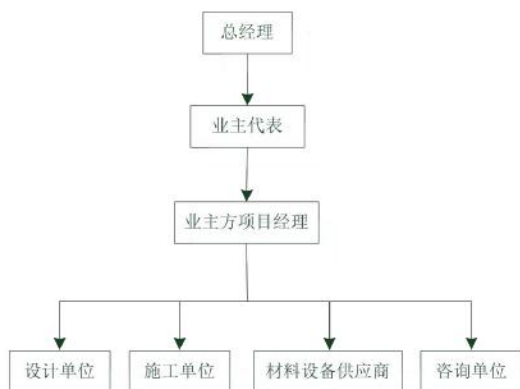 总经理
业主代表
业主方项目经理
设计单位
施工单位
材料设备供应商
咨询单位